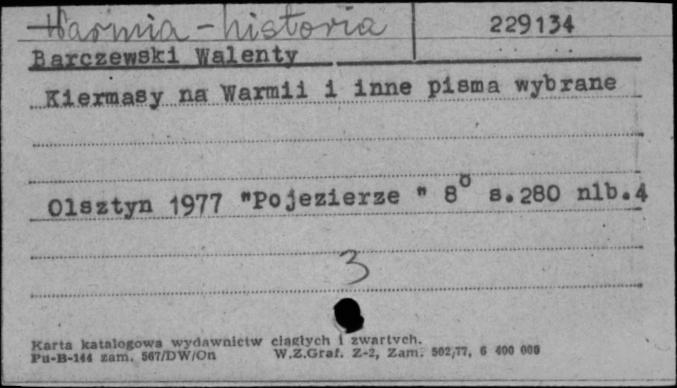 Warmia - historia 229134
Barczewski Walenty
Kiermasy na Warmii i inne pisma wybrane
Olsztyn 1977 "Pojezierze " 8° s.280 nlb.4
3
Karta katalogowa wydawnictw ciągłych i zwartych.
Pu-B-144 zam. 567/DW/On W.Z.Graf. Z-2, Zam. 502,77, 6 400 000